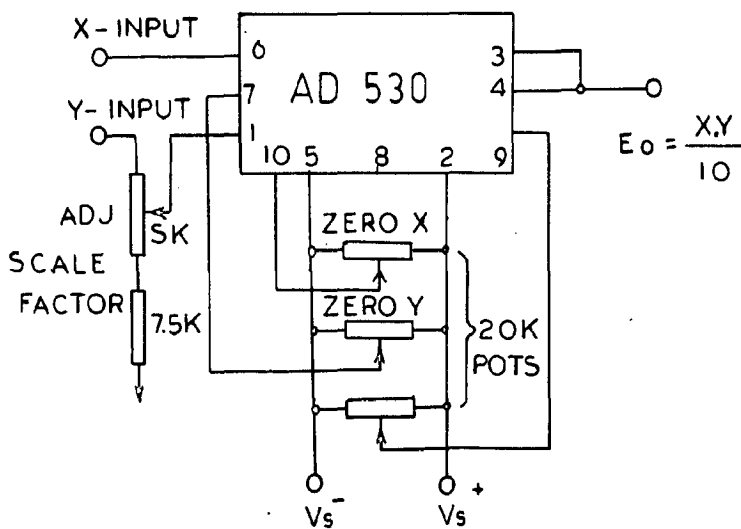 X-INPUT
Y-INPUT
AD 530
6
7
1
3
4
10 5 8 2 9
Eo = X.Y / 10
ADJ
5K
SCALE
FACTOR
7.5K
ZERO X
ZERO Y
20K
POTS
Vs-
Vs+